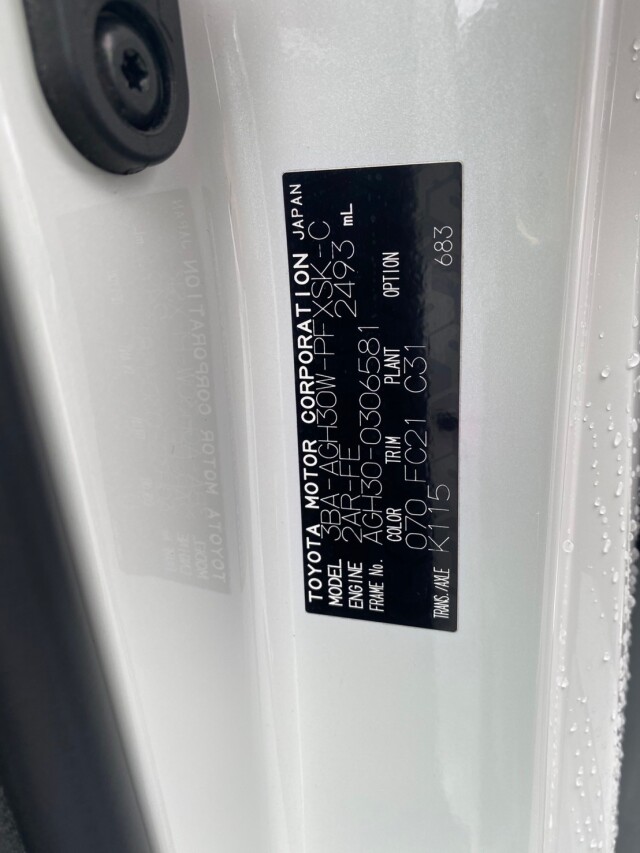 TOYOTA MOTOR CORPORATION JAPAN
MODEL 3BA-AGH30W-PFXSK-C
ENGINE 2AR-FE 2493 mL
FRAME No. AGH30-0306581
COLOR TRIM PLANT OPTION
070 FC21 C31 683
TRANS./AXLE K115